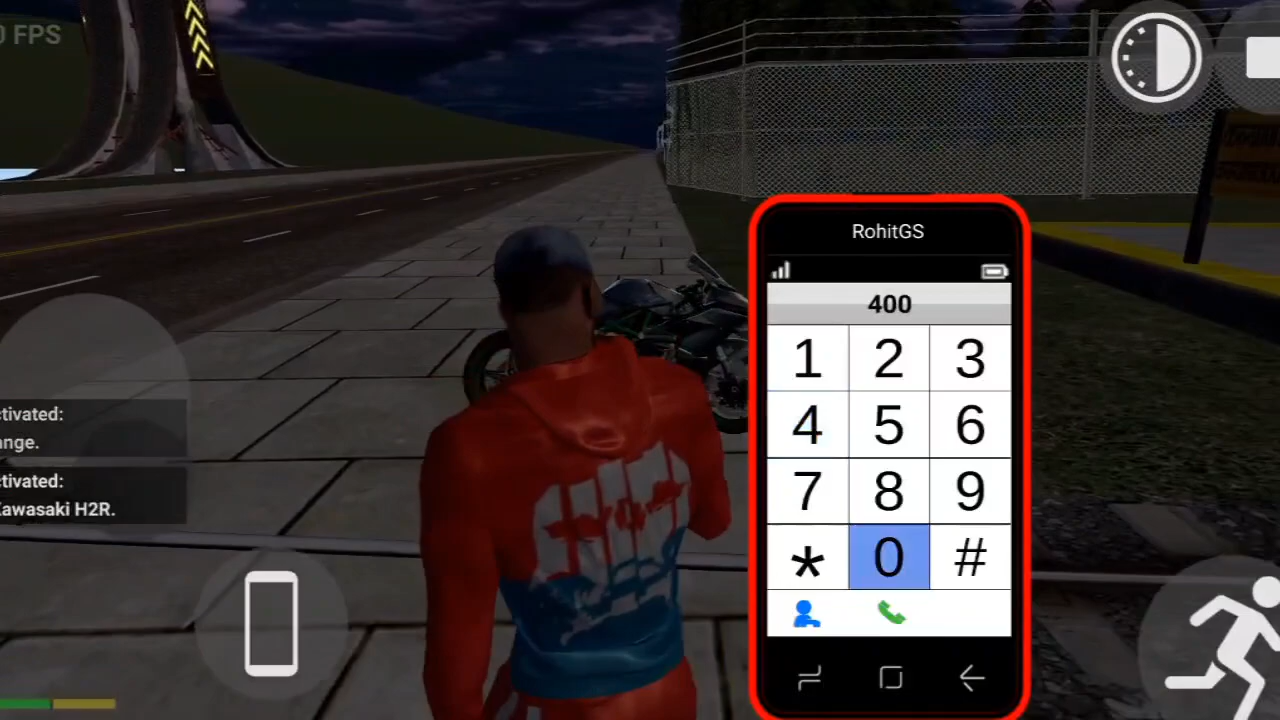 FPS
RohitGS
400
1 2 3
4 5 6
7 8 9
* 0 #
ctivated:
ange.
ctivated:
Kawasaki H2R.